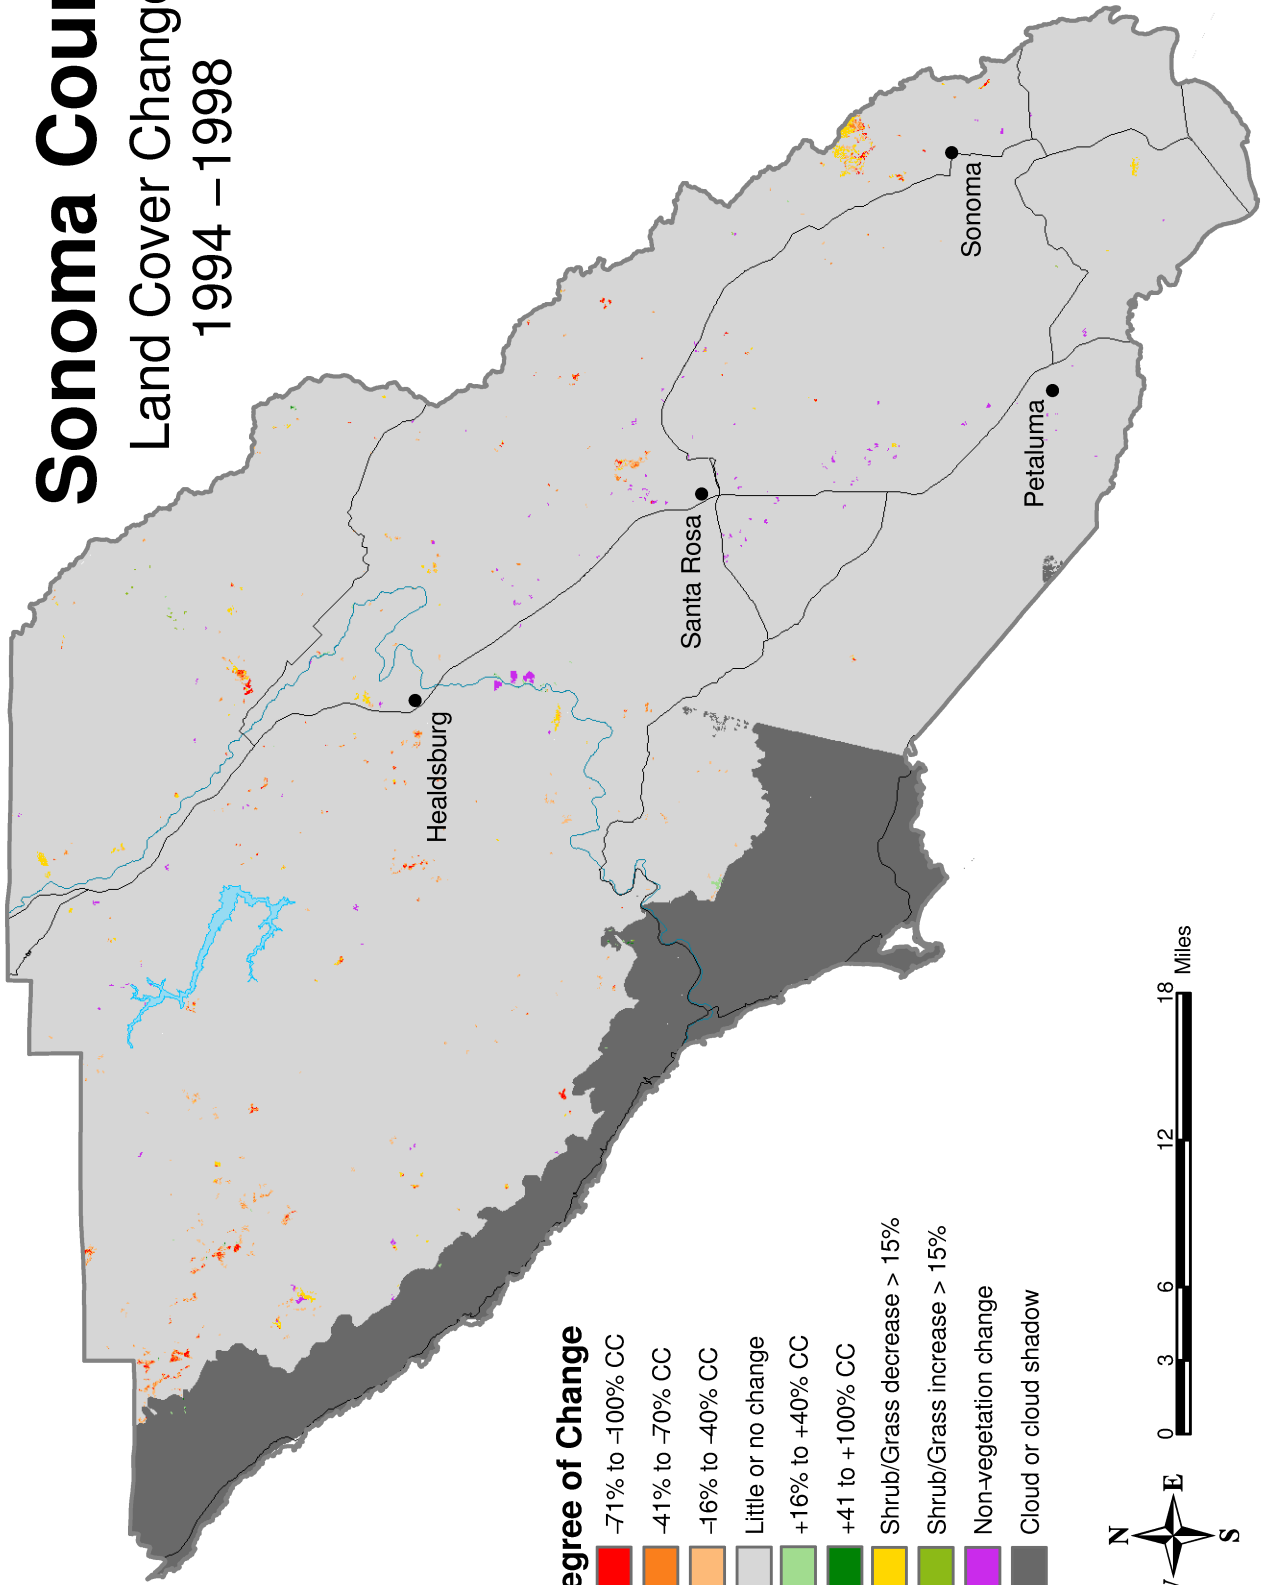 Sonoma
Land Cover Change
1994 –1998
Sonoma
Petaluma
Santa Rosa
Healdsburg
Degree of Change
–71% to –100% CC
–41% to –70% CC
–16% to -40% CC
Little or no change
+16% to +40% CC
+41 to +100% CC
Shrub/Grass decrease > 15%
Shrub/Grass increase > 15%
Non–vegetation change
Cloud or cloud shadow
0 3 6 12 18
Miles
N
E
S